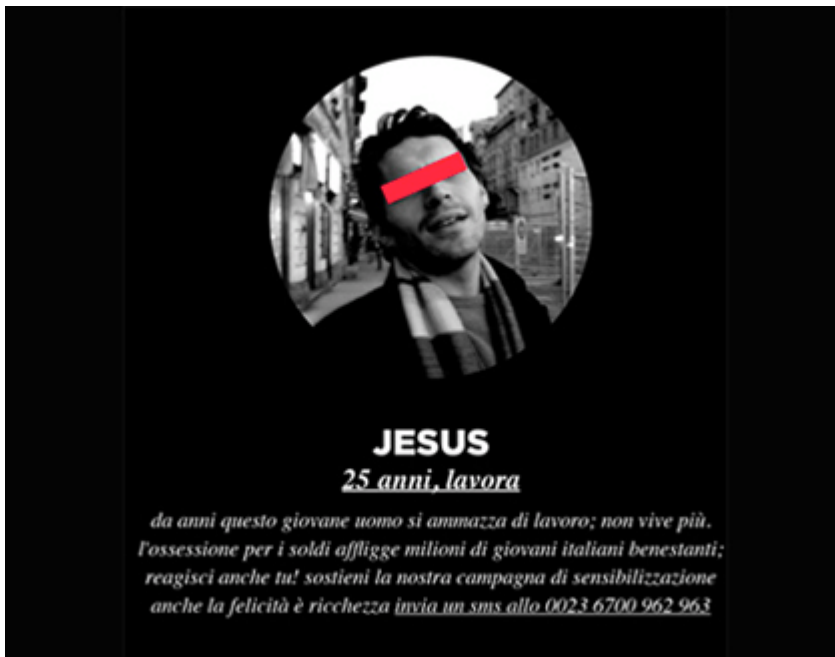 JESUS
25 anni, lavora
da anni questo giovane uomo si ammazza di lavoro; non vive più.
l'ossessione per i soldi affligge milioni di giovani italiani benestanti;
reagisci anche tu! sostieni la nostra campagna di sensibilizzazione
anche la felicità è ricchezza invia un sms allo 0023 6700 962 963